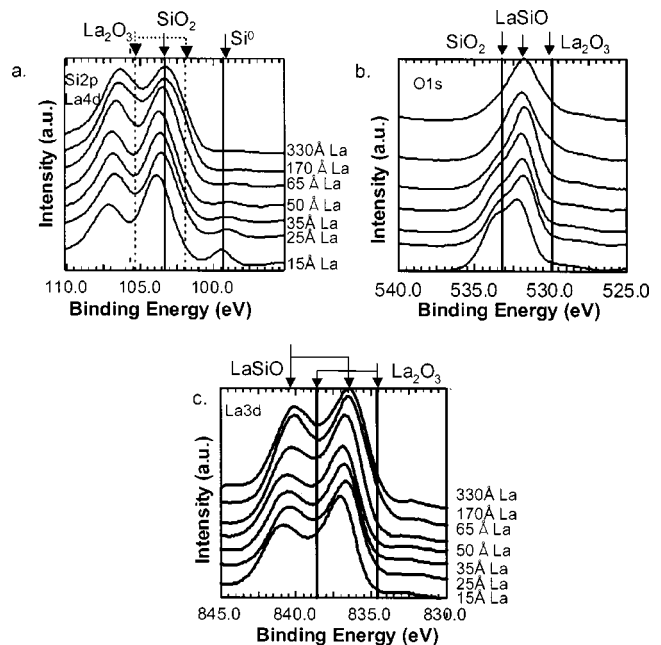 La2O3 SiO2 Si0
a.
Si2p
La4d
Intensity (a.u.)
330Å La
170 Å La
65 Å La
50 Å La
35Å La
25Å La
15Å La
110.0 105.0 100.0
Binding Energy (eV)
LaSiO
SiO2 La2O3
b.
O1s
Intensity (a.u.)
540.0 535.0 530.0 525.0
Binding Energy (eV)
LaSiO La2O3
c.
La3d
Intensity (a.u.)
330Å La
170Å La
65 Å La
50 Å La
35Å La
25Å La
15Å La
845.0 840.0 835.0 830.0
Binding Energy (eV)